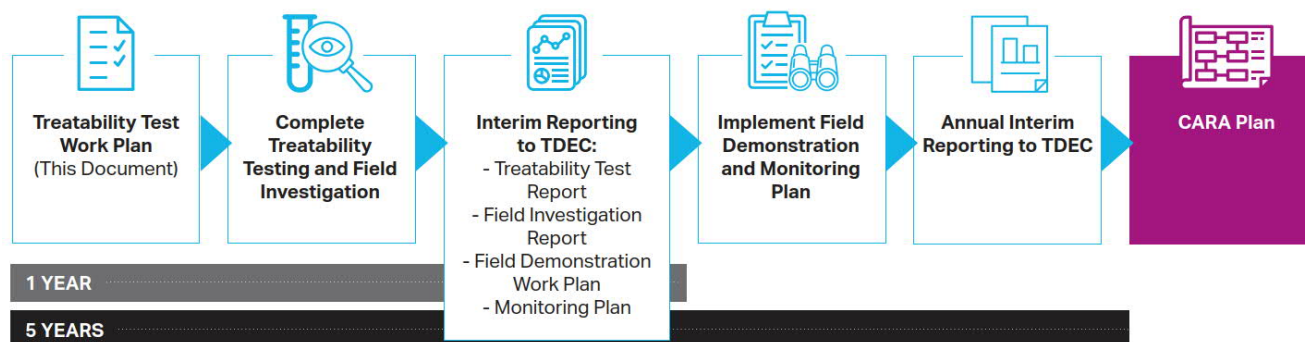 Treatability Test
Work Plan
(This Document)
Complete
Treatability
Testing and Field
Investigation
Interim Reporting
to TDEC:
- Treatability Test
Report
- Field Investigation
Report
- Field Demonstration
Work Plan
- Monitoring Plan
Implement Field
Demonstration
and Monitoring
Plan
Annual Interim
Reporting to TDEC
CARA Plan
1 YEAR
5 YEARS